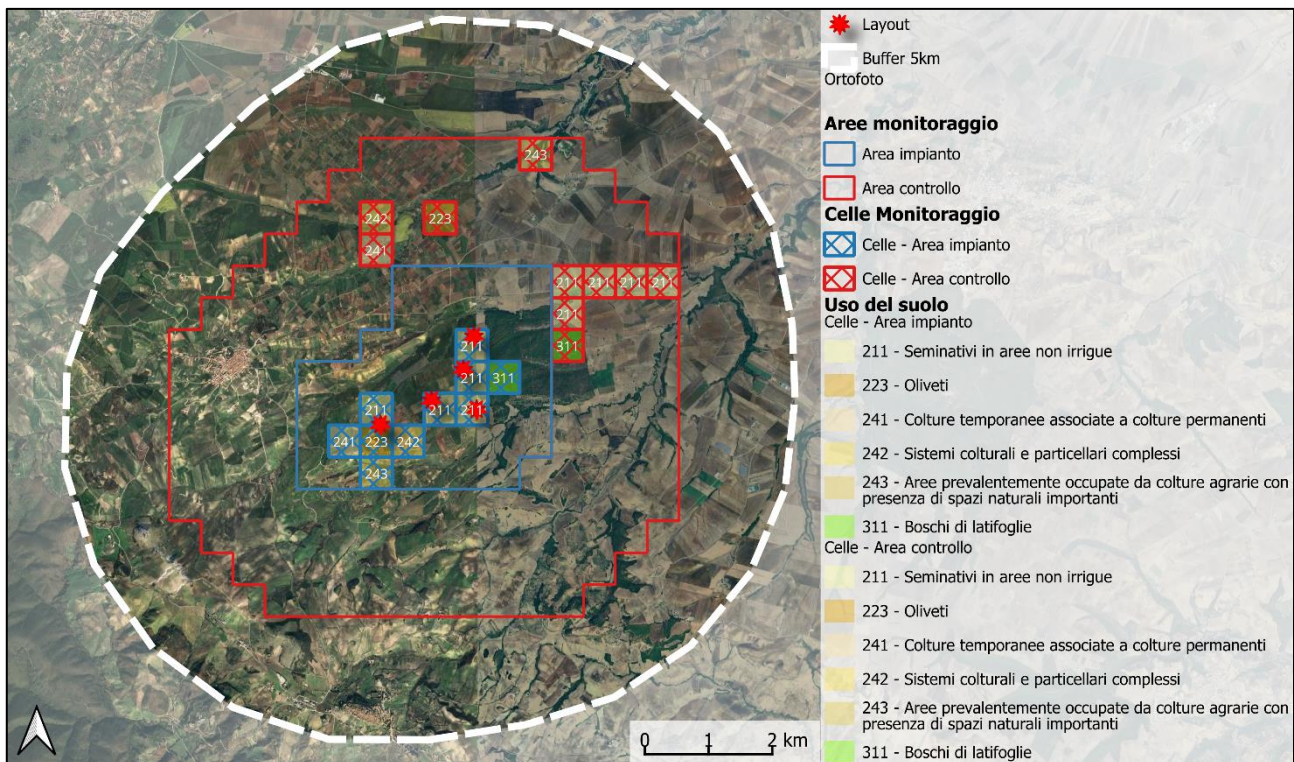 Layout
Buffer 5km
Ortofoto
Aree monitoraggio
Area impianto
Area controllo
Celle Monitoraggio
Celle - Area impianto
Celle - Area controllo
Uso del suolo
Celle - Area impianto
211 - Seminativi in aree non irrigue
223 - Oliveti
241 - Colture temporanee associate a colture permanenti
242 - Sistemi colturali e particellari complessi
243 - Aree prevalentemente occupate da colture agrarie con
presenza di spazi naturali importanti
311 - Boschi di latifoglie
Celle - Area controllo
211 - Seminativi in aree non irrigue
223 - Oliveti
241 - Colture temporanee associate a colture permanenti
242 - Sistemi colturali e particellari complessi
243 - Aree prevalentemente occupate da colture agrarie con
presenza di spazi naturali importanti
311 - Boschi di latifoglie
243
242 223
241
211 211 211 211
211
211 311
211 311
211 211 211
241 223 242
243
0 1 2 km